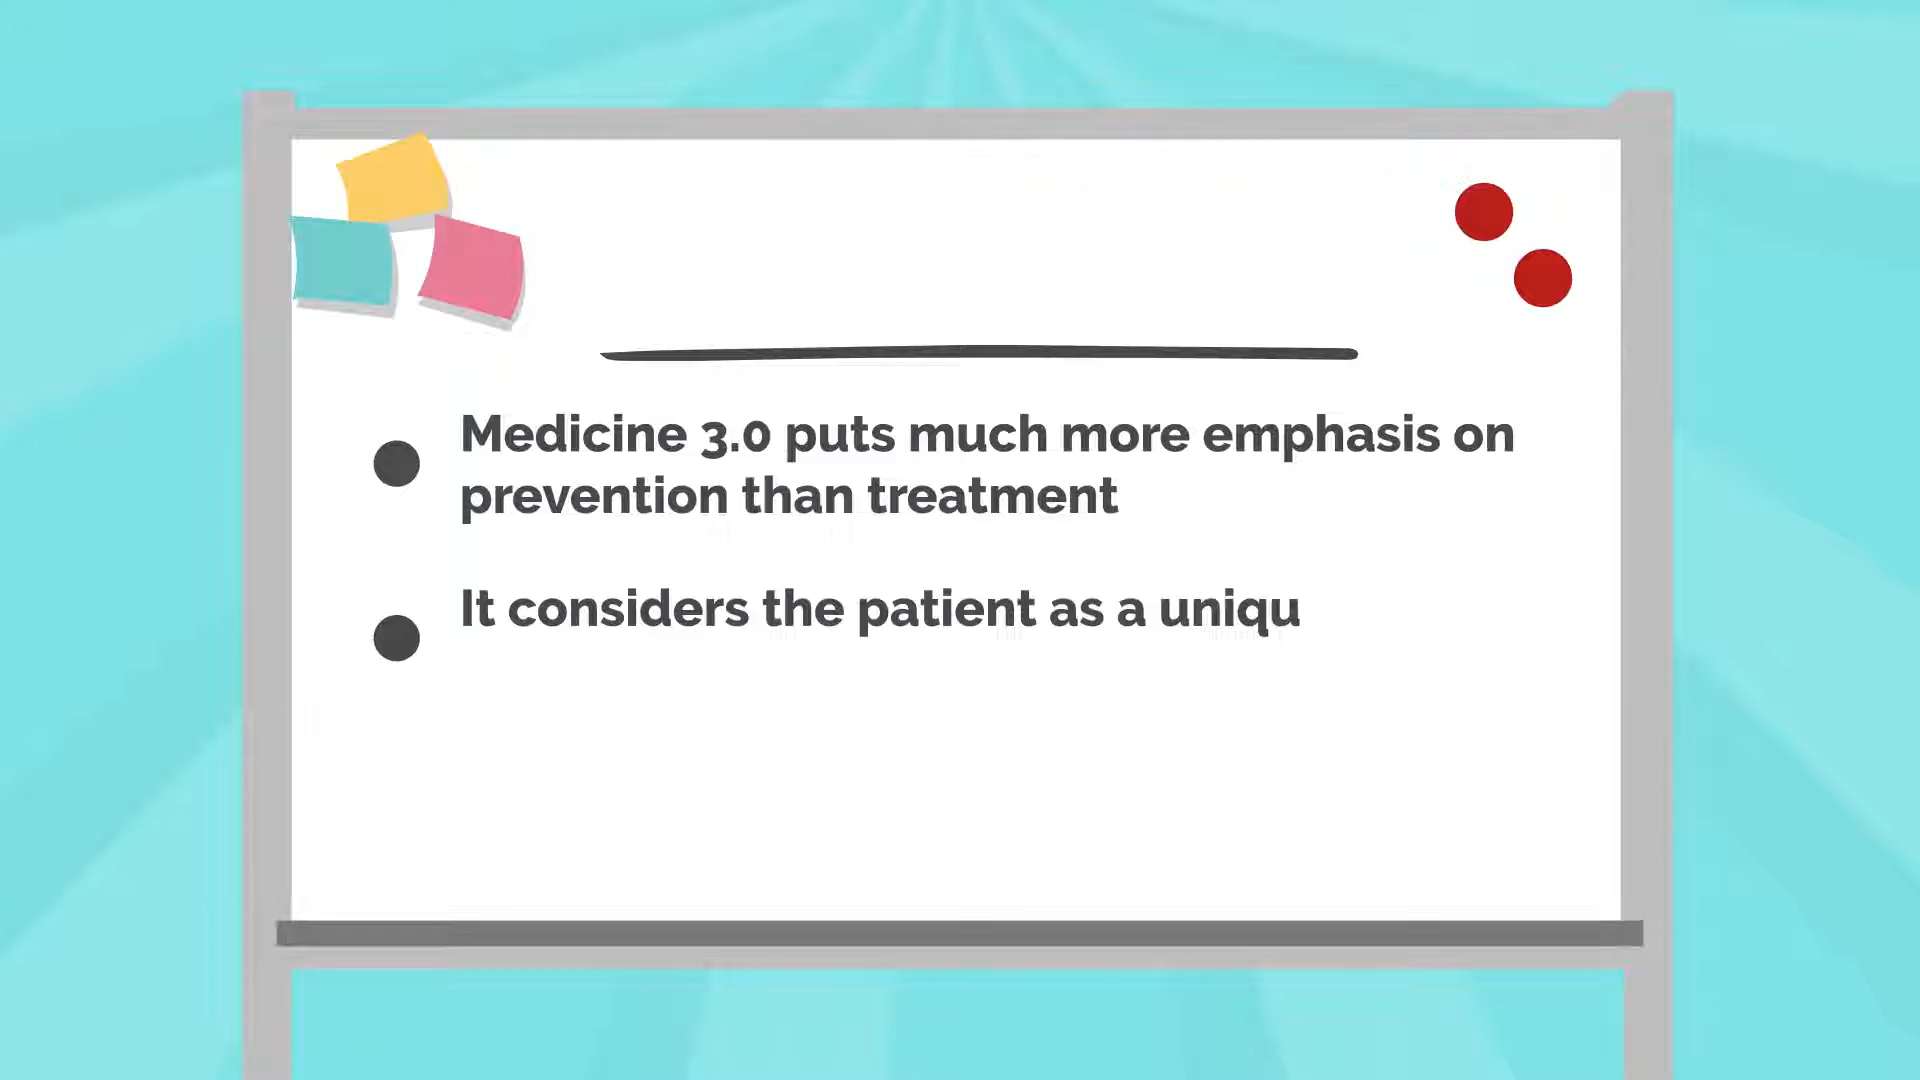 Medicine 3.0 puts much more emphasis on
prevention than treatment
It considers the patient as a uniqu